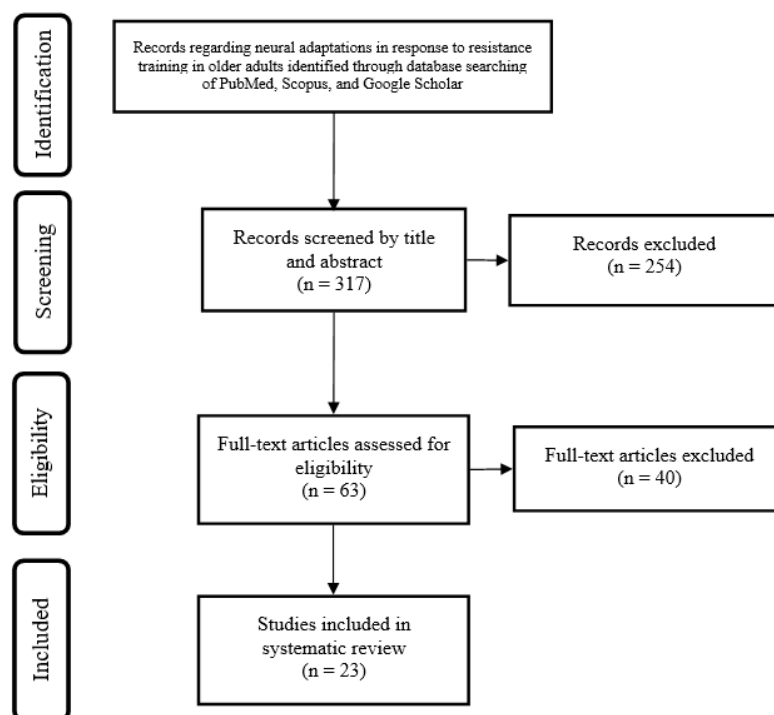 Identification
Records regarding neural adaptations in response to resistance
training in older adults identified through database searching
of PubMed, Scopus, and Google Scholar
Screening
Records screened by title
and abstract
(n = 317)
Records excluded
(n = 254)
Eligibility
Full-text articles assessed for
eligibility
(n = 63)
Full-text articles excluded
(n = 40)
Included
Studies included in
systematic review
(n = 23)